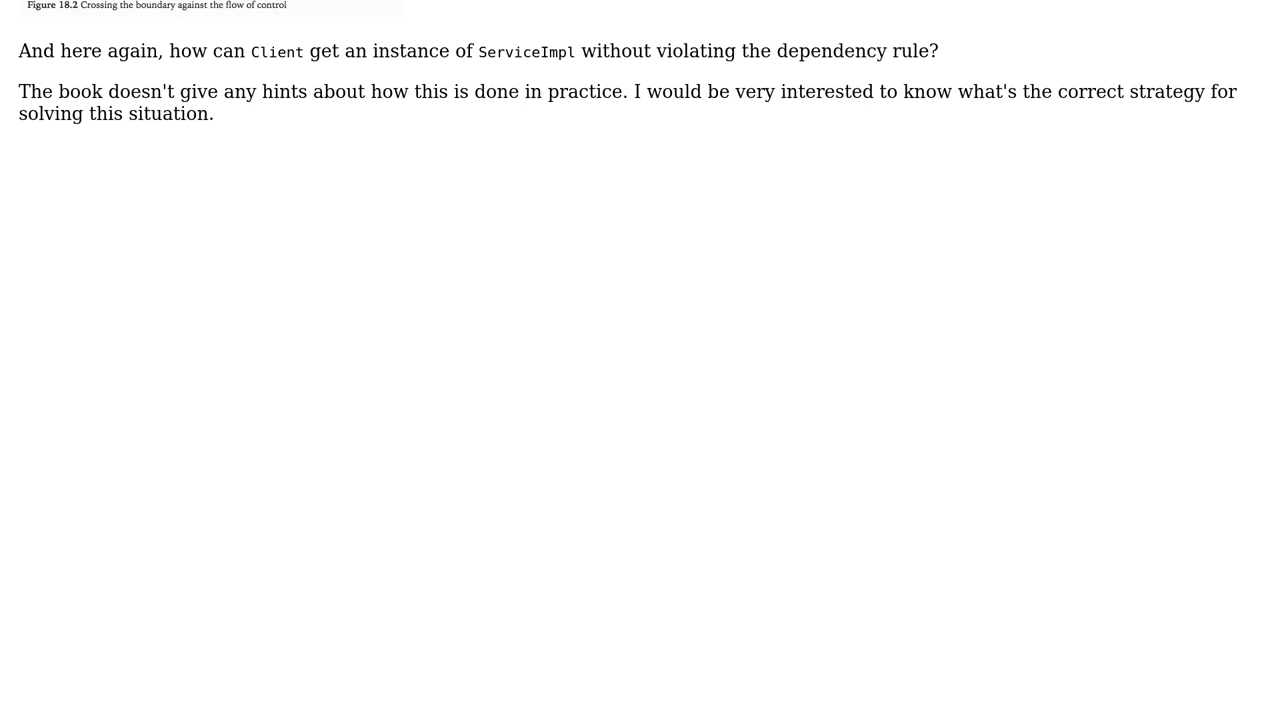 Figure 18.2 Crossing the boundary against the flow of control
And here again, how can Client get an instance of ServiceImpl without violating the dependency rule?
The book doesn't give any hints about how this is done in practice. I would be very interested to know what's the correct strategy for
solving this situation.